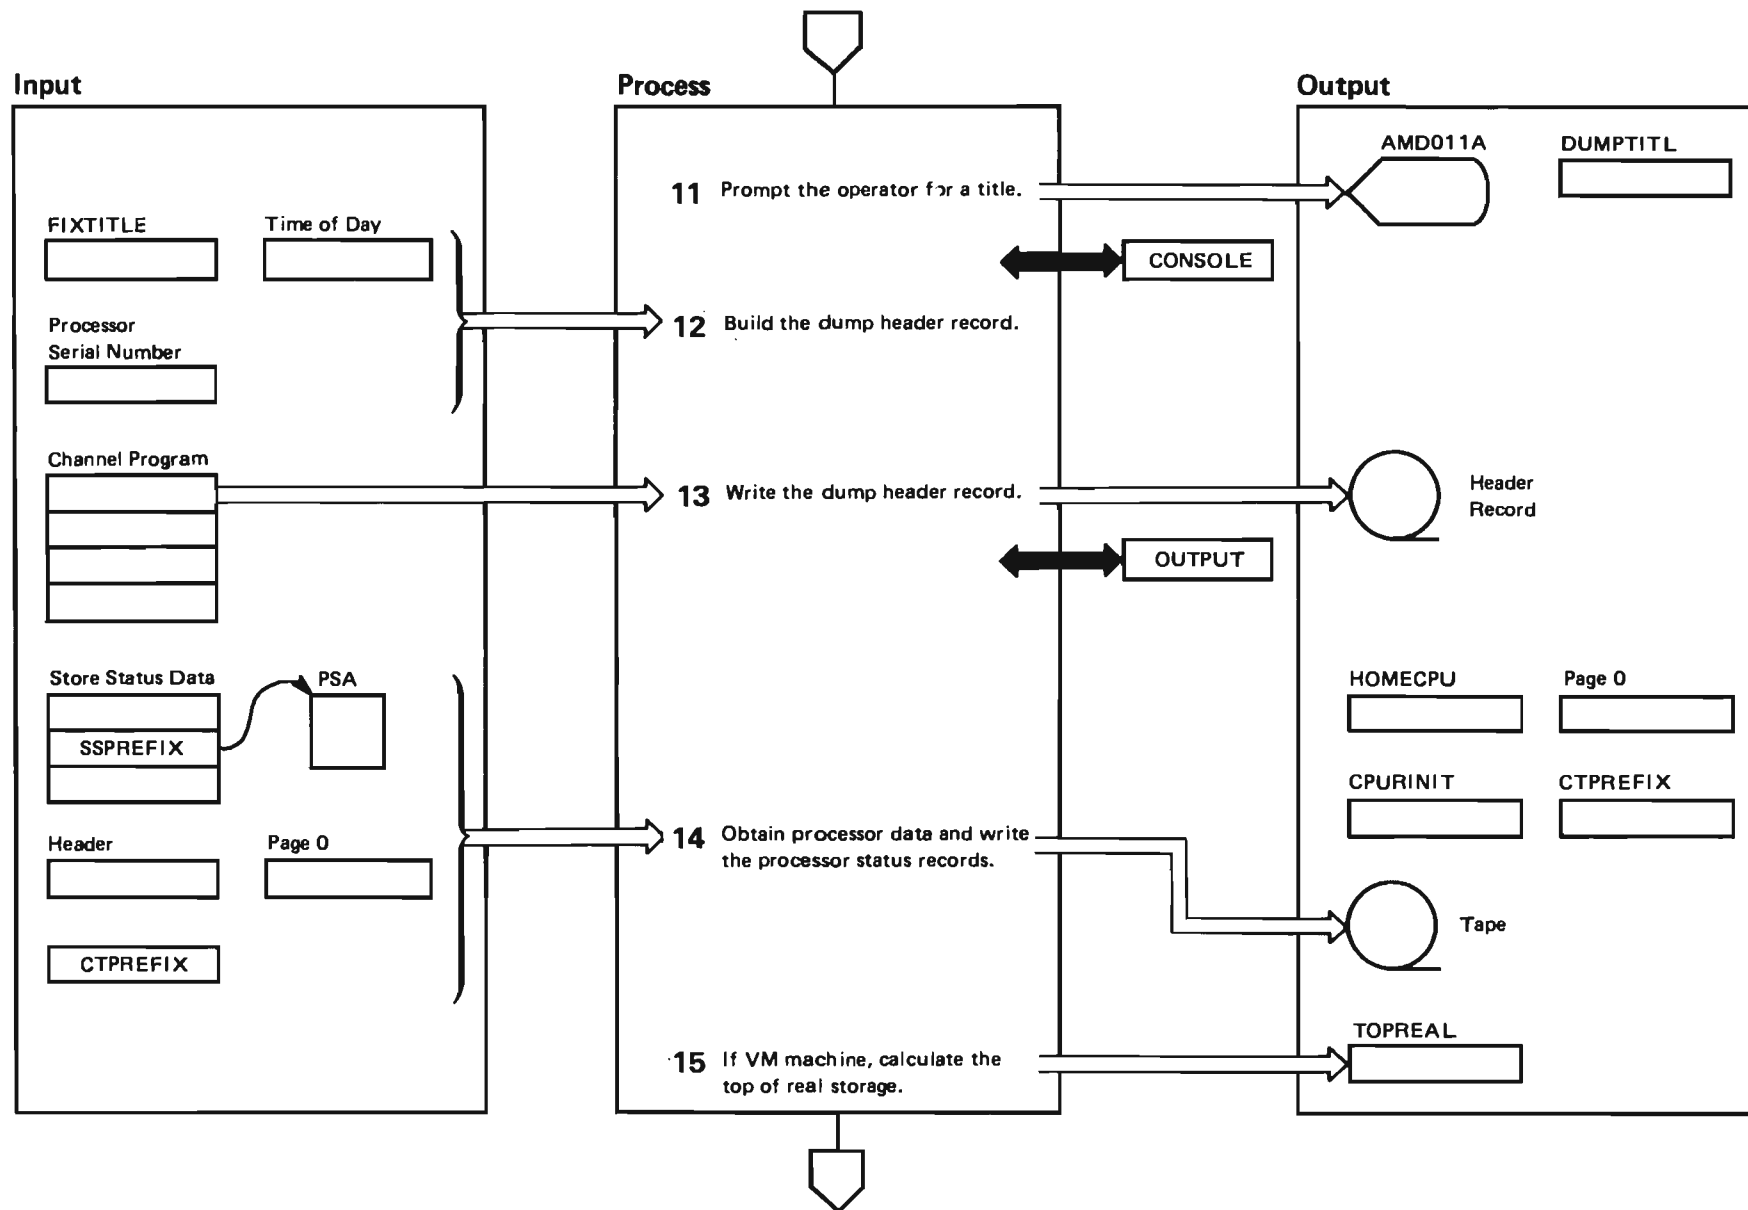 Input
Process
Output
AMD011A
DUMPTITL
11 Prompt the operator for a title.
FIXTITLE
Time of Day
CONSOLE
12 Build the dump header record.
Processor
Serial Number
Channel Program
13 Write the dump header record.
Header
Record
OUTPUT
Store Status Data
PSA
HOMECPU
Page 0
SSPREFIX
CPURINIT
CTPREFIX
Header
Page 0
14 Obtain processor data and write
the processor status records.
Tape
CTPREFIX
TOPREAL
15 If VM machine, calculate the
top of real storage.